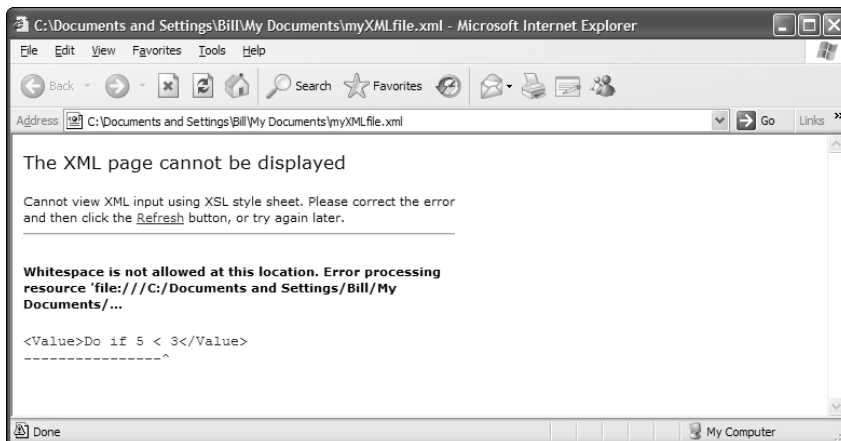 C:\Documents and Settings\Bill\My Documents\myXMLfile.xml - Microsoft Internet Explorer
File Edit View Favorites Tools Help
Back Search Favorites
Address C:\Documents and Settings\Bill\My Documents\myXMLfile.xml Go Links »
The XML page cannot be displayed
Cannot view XML input using XSL style sheet. Please correct the error
and then click the Refresh button, or try again later.
Whitespace is not allowed at this location. Error processing
resource 'file:///C:/Documents and Settings/Bill/My
Documents/...
<Value>Do if 5 < 3</Value>
----------------^
Done My Computer